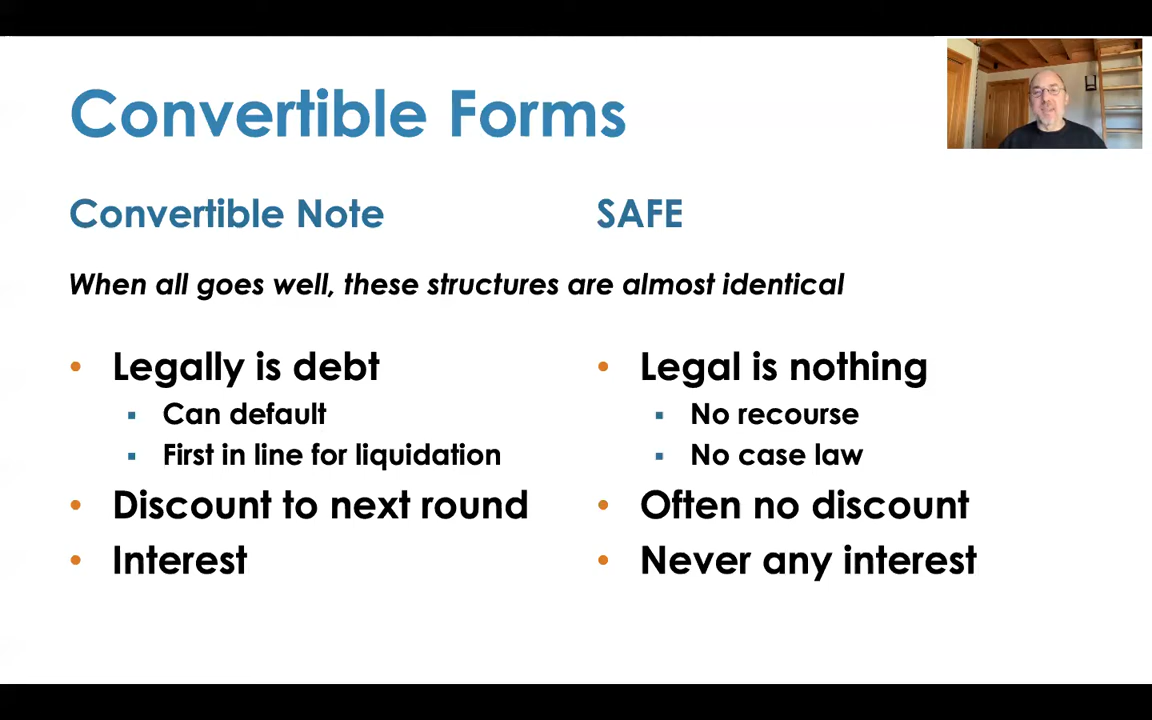 Convertible Forms
Convertible Note
SAFE
When all goes well, these structures are almost identical
• Legally is debt
▪ Can default
▪ First in line for liquidation
• Discount to next round
• Interest
• Legal is nothing
▪ No recourse
▪ No case law
• Often no discount
• Never any interest